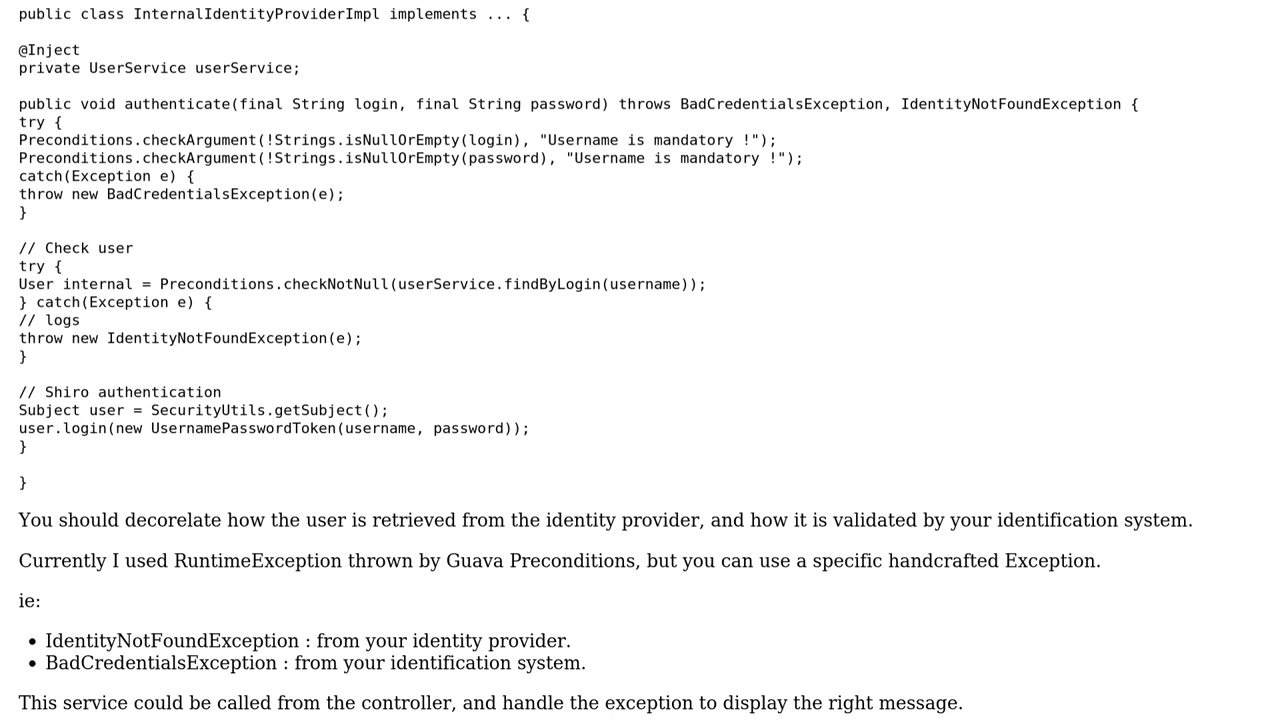 public class InternalIdentityProviderImpl implements ... {
@Inject
private UserService userService;
public void authenticate(final String login, final String password) throws BadCredentialsException, IdentityNotFoundException {
try {
Preconditions.checkArgument(!Strings.isNullOrEmpty(login), "Username is mandatory !");
Preconditions.checkArgument(!Strings.isNullOrEmpty(password), "Username is mandatory !");
catch(Exception e) {
throw new BadCredentialsException(e);
}
// Check user
try {
User internal = Preconditions.checkNotNull(userService.findByLogin(username));
} catch(Exception e) {
// logs
throw new IdentityNotFoundException(e);
}
// Shiro authentication
Subject user = SecurityUtils.getSubject();
user.login(new UsernamePasswordToken(username, password));
}
}
You should decorelate how the user is retrieved from the identity provider, and how it is validated by your identification system.
Currently I used RuntimeException thrown by Guava Preconditions, but you can use a specific handcrafted Exception.
ie:
• IdentityNotFoundException : from your identity provider.
• BadCredentialsException : from your identification system.
This service could be called from the controller, and handle the exception to display the right message.